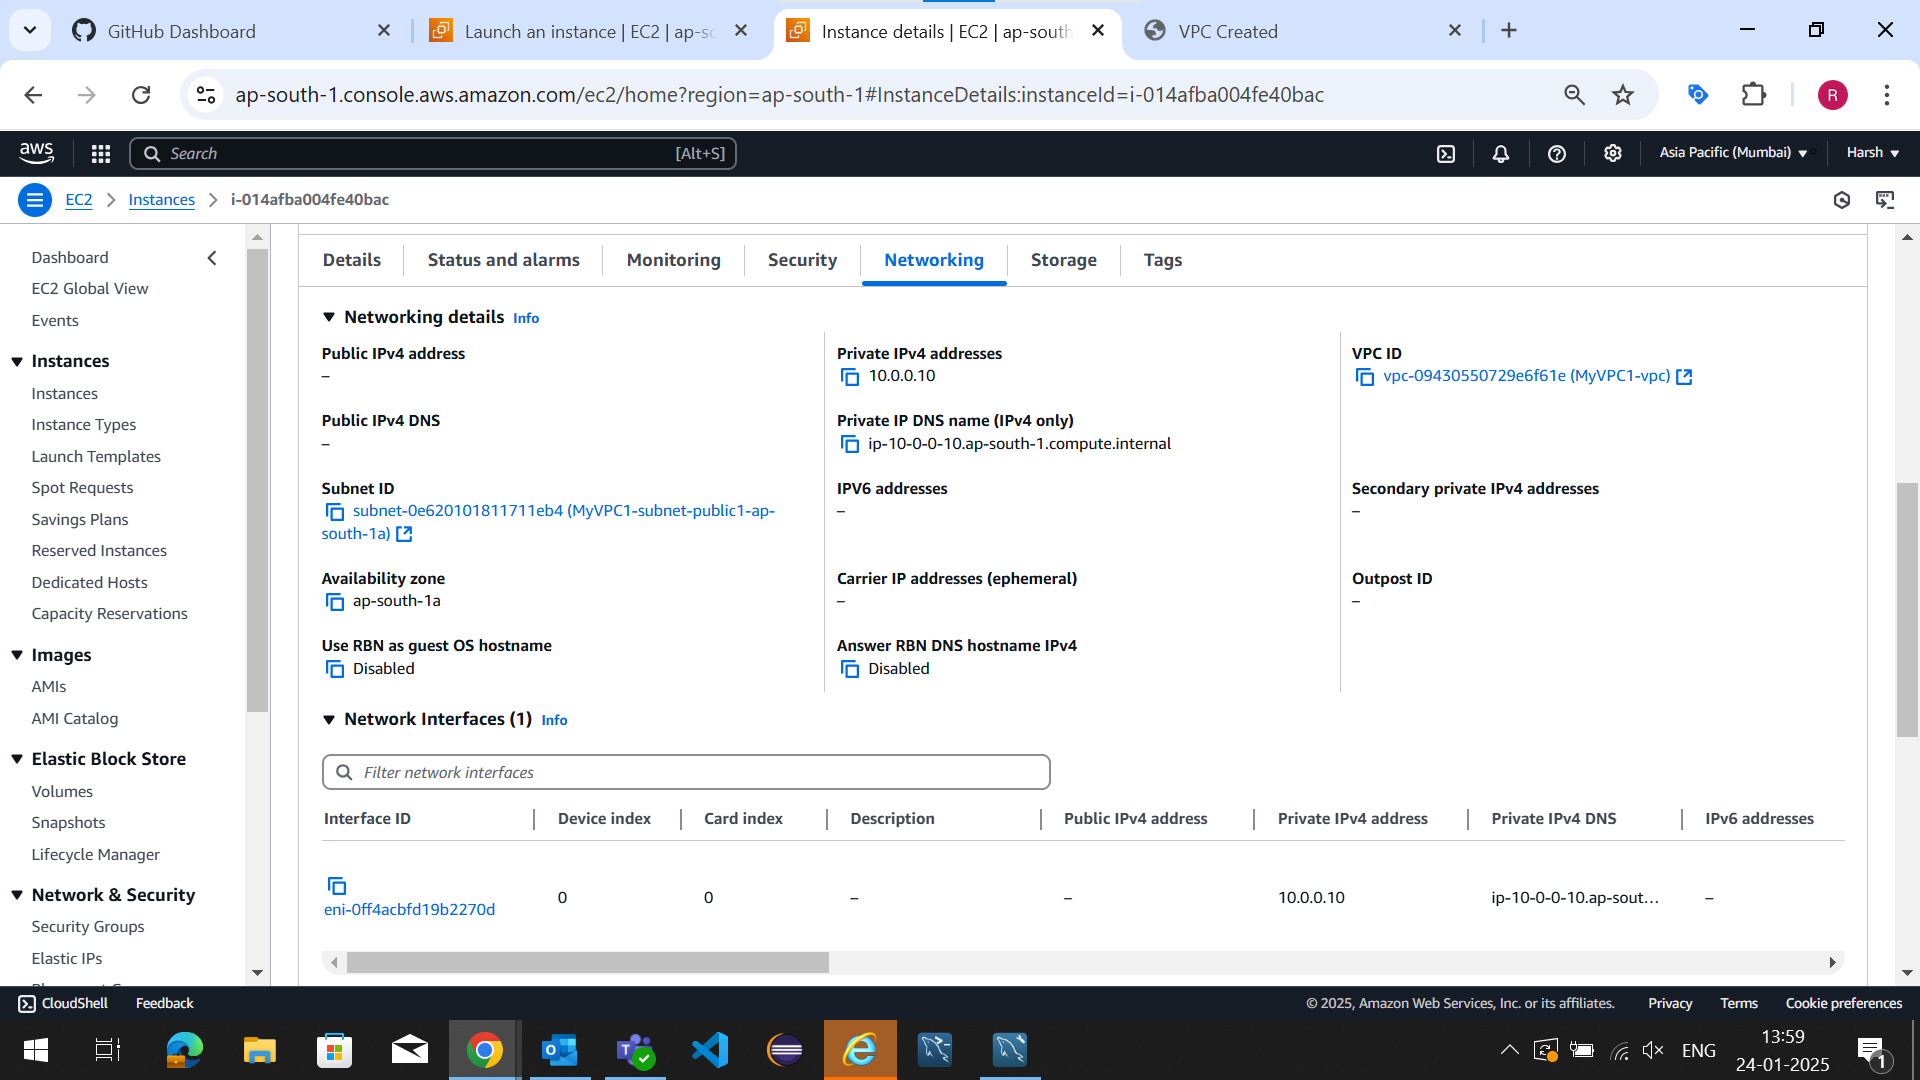 GitHub Dashboard
Launch an instance | EC2 | ap-so
Instance details | EC2 | ap-south
VPC Created
ap-south-1.console.aws.amazon.com/ec2/home?region=ap-south-1#InstanceDetails:instanceId=i-014afba004fe40bac
R
aws
Search
[Alt+S]
Asia Pacific (Mumbai)
Harsh
EC2
Instances
i-014afba004fe40bac
Dashboard
EC2 Global View
Events
Instances
Instances
Instance Types
Launch Templates
Spot Requests
Savings Plans
Reserved Instances
Dedicated Hosts
Capacity Reservations
Images
AMIs
AMI Catalog
Elastic Block Store
Volumes
Snapshots
Lifecycle Manager
Network & Security
Security Groups
Elastic IPs
Details
Status and alarms
Monitoring
Security
Networking
Storage
Tags
Networking details Info
Public IPv4 address
–
Private IPv4 addresses
10.0.0.10
VPC ID
vpc-09430550729e6f61e (MyVPC1-vpc)
Public IPv4 DNS
–
Private IP DNS name (IPv4 only)
ip-10-0-0-10.ap-south-1.compute.internal
Subnet ID
subnet-0e620101811711eb4 (MyVPC1-subnet-public1-ap-
south-1a)
IPV6 addresses
–
Secondary private IPv4 addresses
–
Availability zone
ap-south-1a
Carrier IP addresses (ephemeral)
–
Outpost ID
–
Use RBN as guest OS hostname
Disabled
Answer RBN DNS hostname IPv4
Disabled
Network Interfaces (1) Info
Filter network interfaces
Interface ID
Device index
Card index
Description
Public IPv4 address
Private IPv4 address
Private IPv4 DNS
IPv6 addresses
eni-0ff4acbfd19b2270d
0
0
–
–
10.0.0.10
ip-10-0-0-10.ap-sout…
–
CloudShell
Feedback
© 2025, Amazon Web Services, Inc. or its affiliates.
Privacy
Terms
Cookie preferences
ENG
13:59
24-01-2025
1